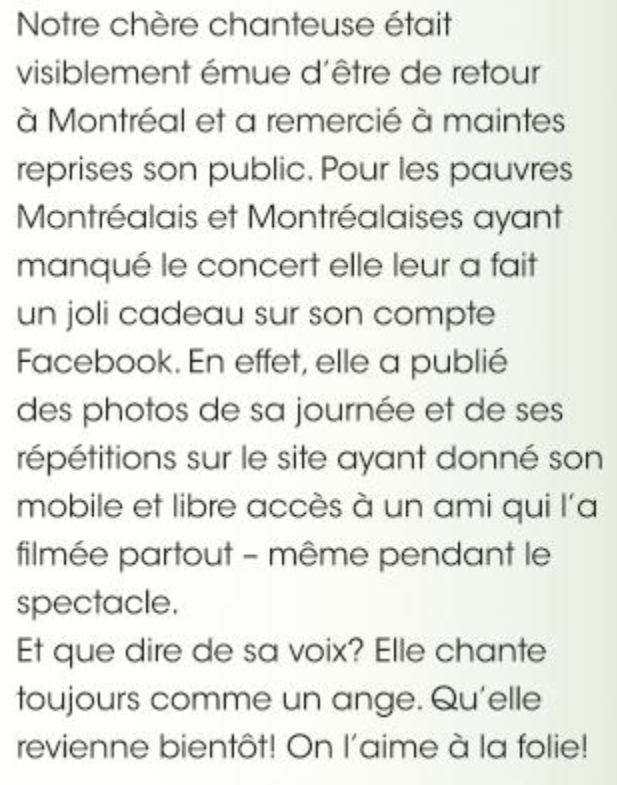 Notre chère chanteuse était
visiblement émue d'être de retour
à Montréal et a remercié à maintes
reprises son public. Pour les pauvres
Montréalais et Montréalaises ayant
manqué le concert elle leur a fait
un joli cadeau sur son compte
Facebook. En effet, elle a publié
des photos de sa journée et de ses
répétitions sur le site ayant donné son
mobile et libre accès à un ami qui l'a
filmée partout – même pendant le
spectacle.
Et que dire de sa voix? Elle chante
toujours comme un ange. Qu'elle
revienne bientôt! On l'aime à la folie!